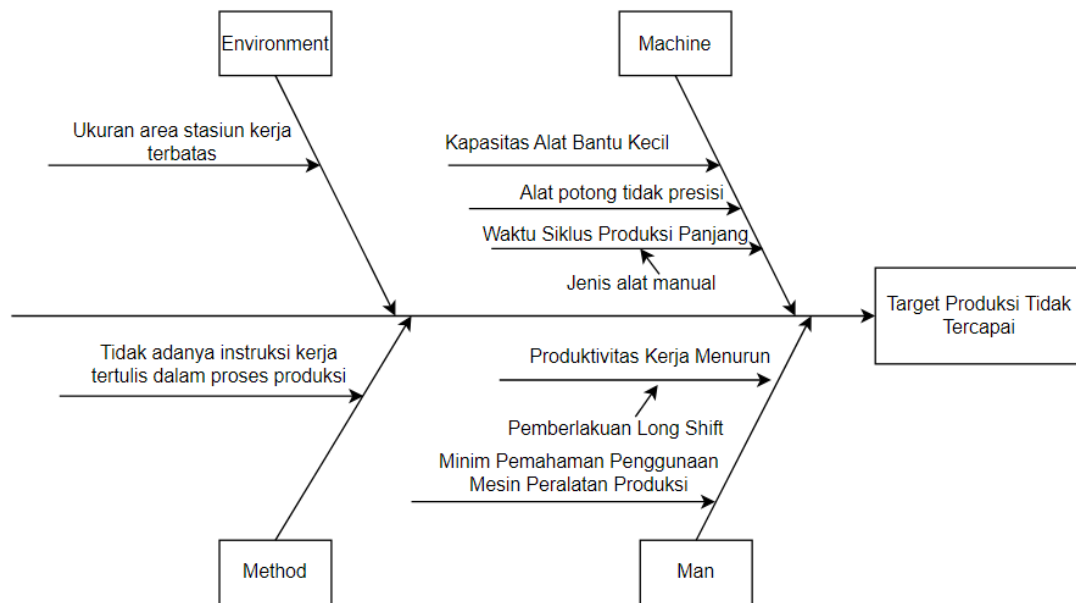 Environment
Machine
Ukuran area stasiun kerja
terbatas
Kapasitas Alat Bantu Kecil
Alat potong tidak presisi
Waktu Siklus Produksi Panjang
Jenis alat manual
Target Produksi Tidak
Tercapai
Tidak adanya instruksi kerja
tertulis dalam proses produksi
Produktivitas Kerja Menurun
Pemberlakuan Long Shift
Minim Pemahaman Penggunaan
Mesin Peralatan Produksi
Method
Man